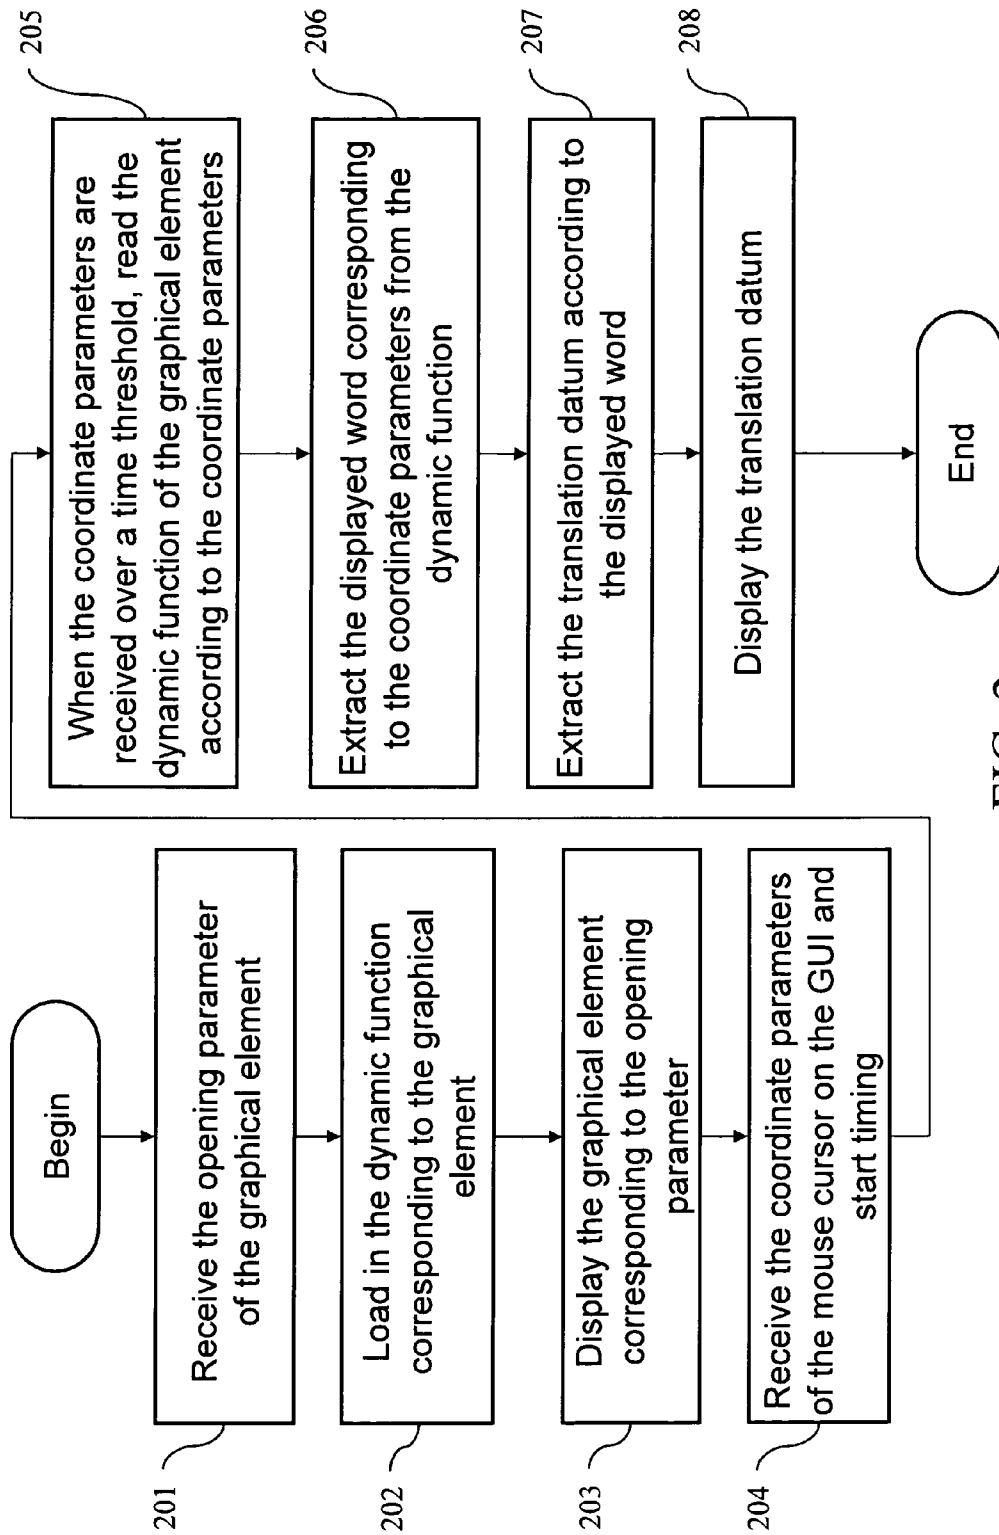 Begin
201
Receive the opening parameter
of the graphical element
202
Load in the dynamic function
corresponding to the graphical
element
203
Display the graphical element
corresponding to the opening
parameter
204
Receive the coordinate parameters
of the mouse cursor on the GUI and
start timing
205
When the coordinate parameters are
received over a time threshold, read the
dynamic function of the graphical element
according to the coordinate parameters
206
Extract the displayed word corresponding
to the coordinate parameters from the
dynamic function
207
Extract the translation datum according to
the displayed word
208
Display the translation datum
End
FIG.